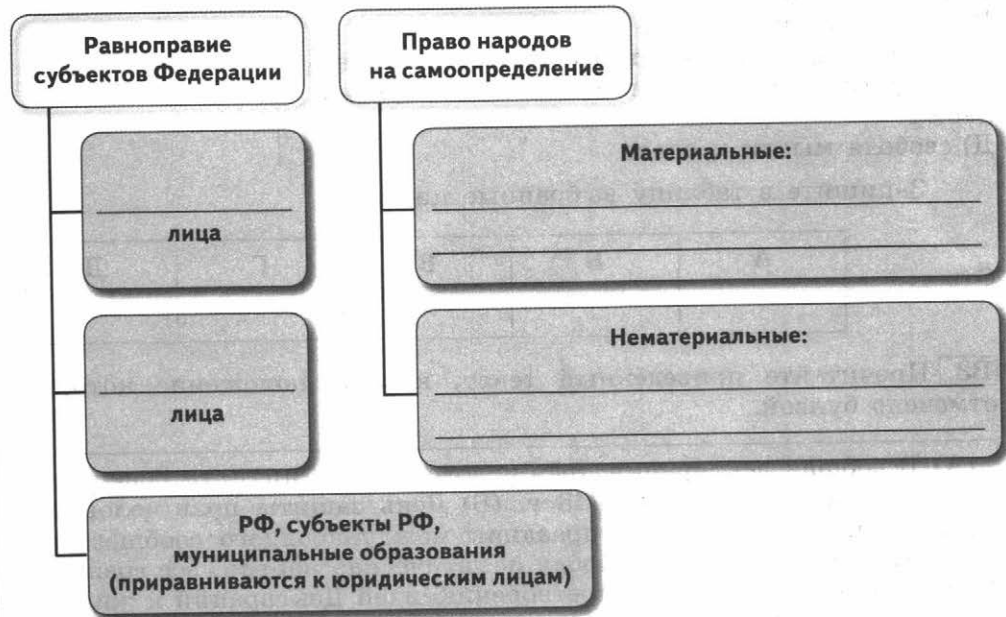 Равноправие
субъектов Федерации
Право народов
на самоопределение
лица
лица
РФ, субъекты РФ,
муниципальные образования
(приравниваются к юридическим лицам)
Материальные:
Нематериальные: